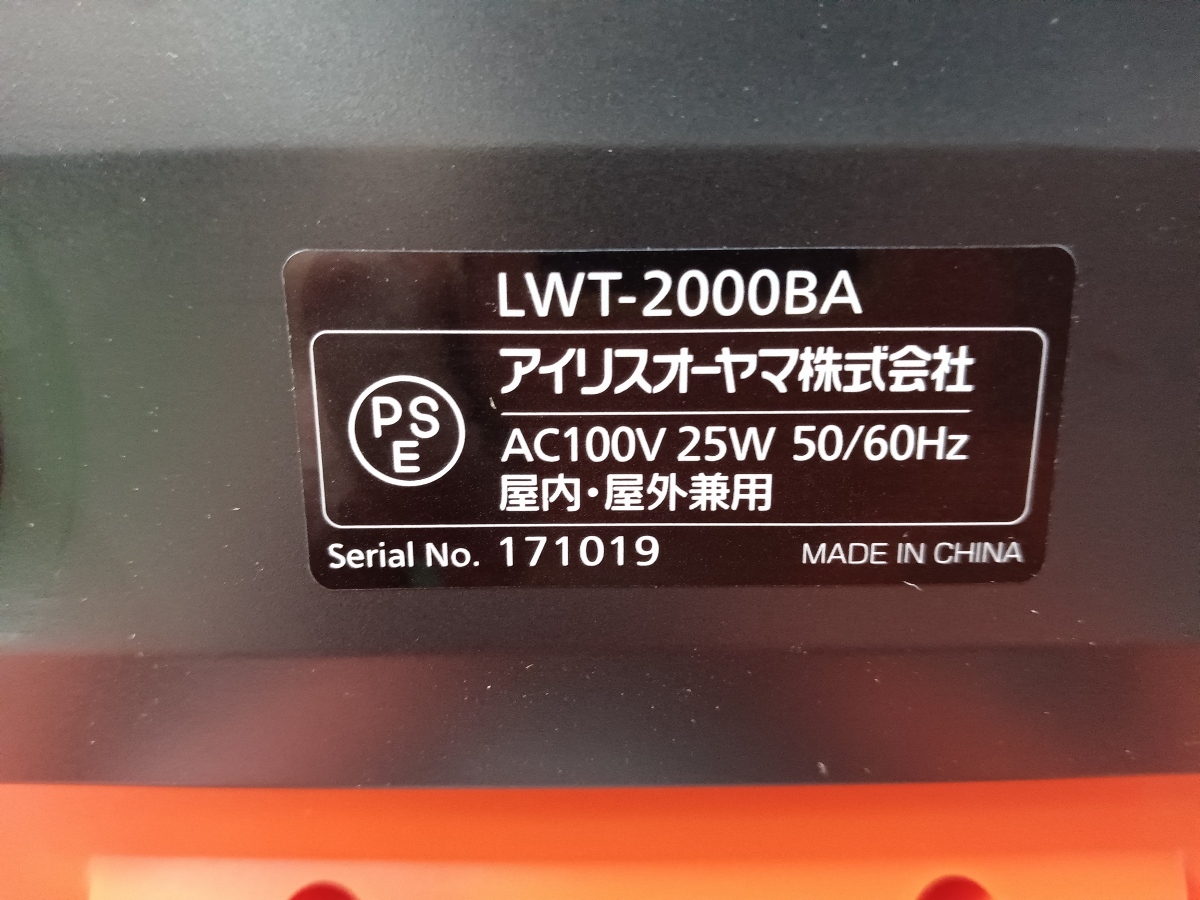 LWT-2000BA
PS
E
アイリスオーヤマ株式会社
AC100V 25W 50/60Hz
屋内・屋外兼用
Serial No. 171019 MADE IN CHINA